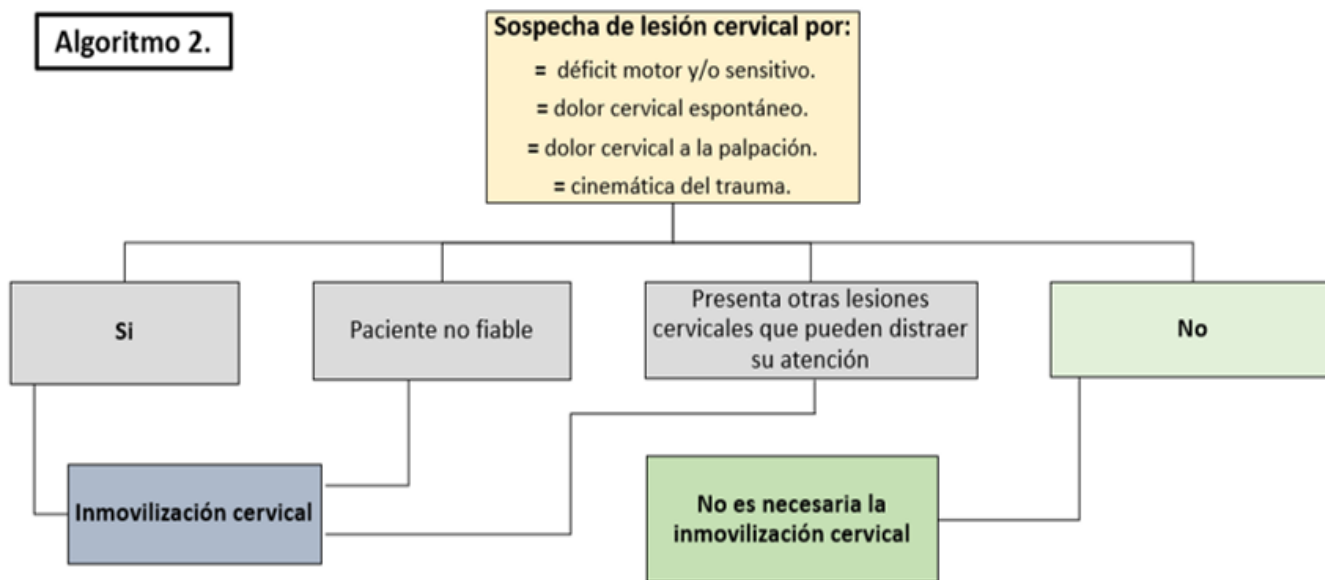 Algoritmo 2.
Sospecha de lesión cervical por:
= déficit motor y/o sensitivo.
= dolor cervical espontáneo.
= dolor cervical a la palpación.
= cinemática del trauma.
Si
Paciente no fiable
Presenta otras lesiones
cervicales que pueden distraer
su atención
No
Inmovilización cervical
No es necesaria la
inmovilización cervical